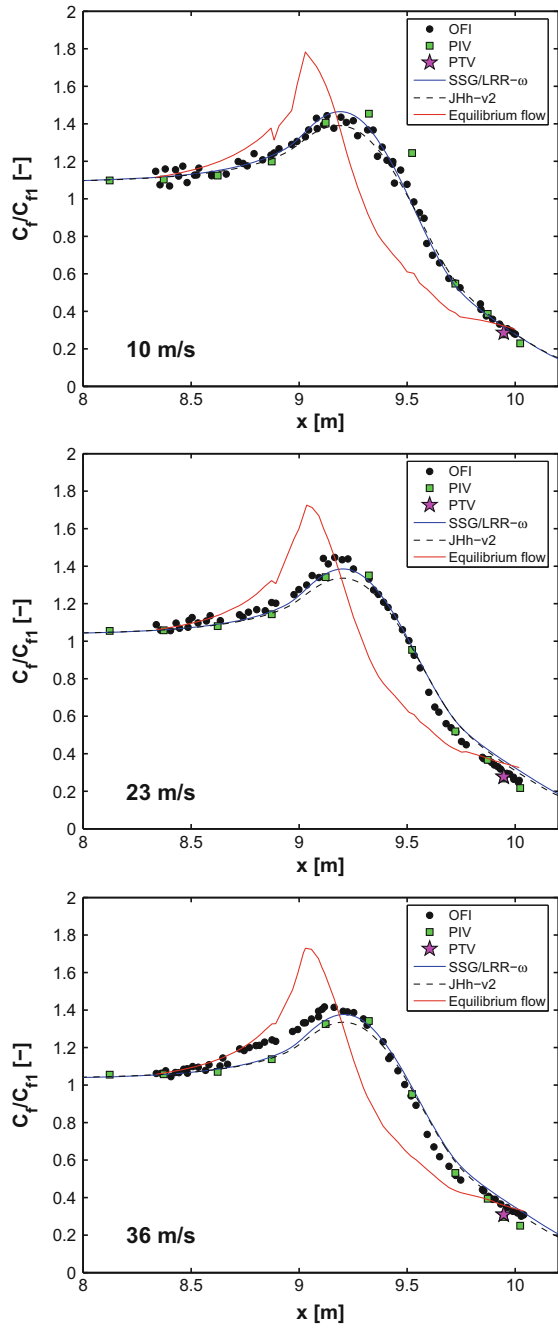 2
1.8
1.6
1.4
1.2
1
0.8
0.6
0.4
0.2
0
C_f/C_f1 [−]
OFI
PIV
PTV
SSG/LRR−ω
JHh−v2
Equilibrium flow
10 m/s
8 8.5 9 9.5 10
x [m]
2
1.8
1.6
1.4
1.2
1
0.8
0.6
0.4
0.2
0
C_f/C_f1 [−]
OFI
PIV
PTV
SSG/LRR−ω
JHh−v2
Equilibrium flow
23 m/s
8 8.5 9 9.5 10
x [m]
2
1.8
1.6
1.4
1.2
1
0.8
0.6
0.4
0.2
0
C_f/C_f1 [−]
OFI
PIV
PTV
SSG/LRR−ω
JHh−v2
Equilibrium flow
36 m/s
8 8.5 9 9.5 10
x [m]